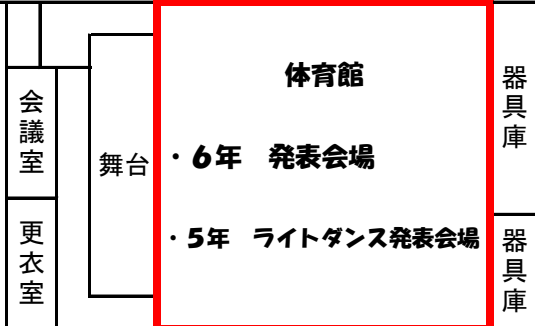 会議室
更衣室
舞台
体育館
・６年　発表会場
・５年　ライトダンス発表会場
器具庫
器具庫